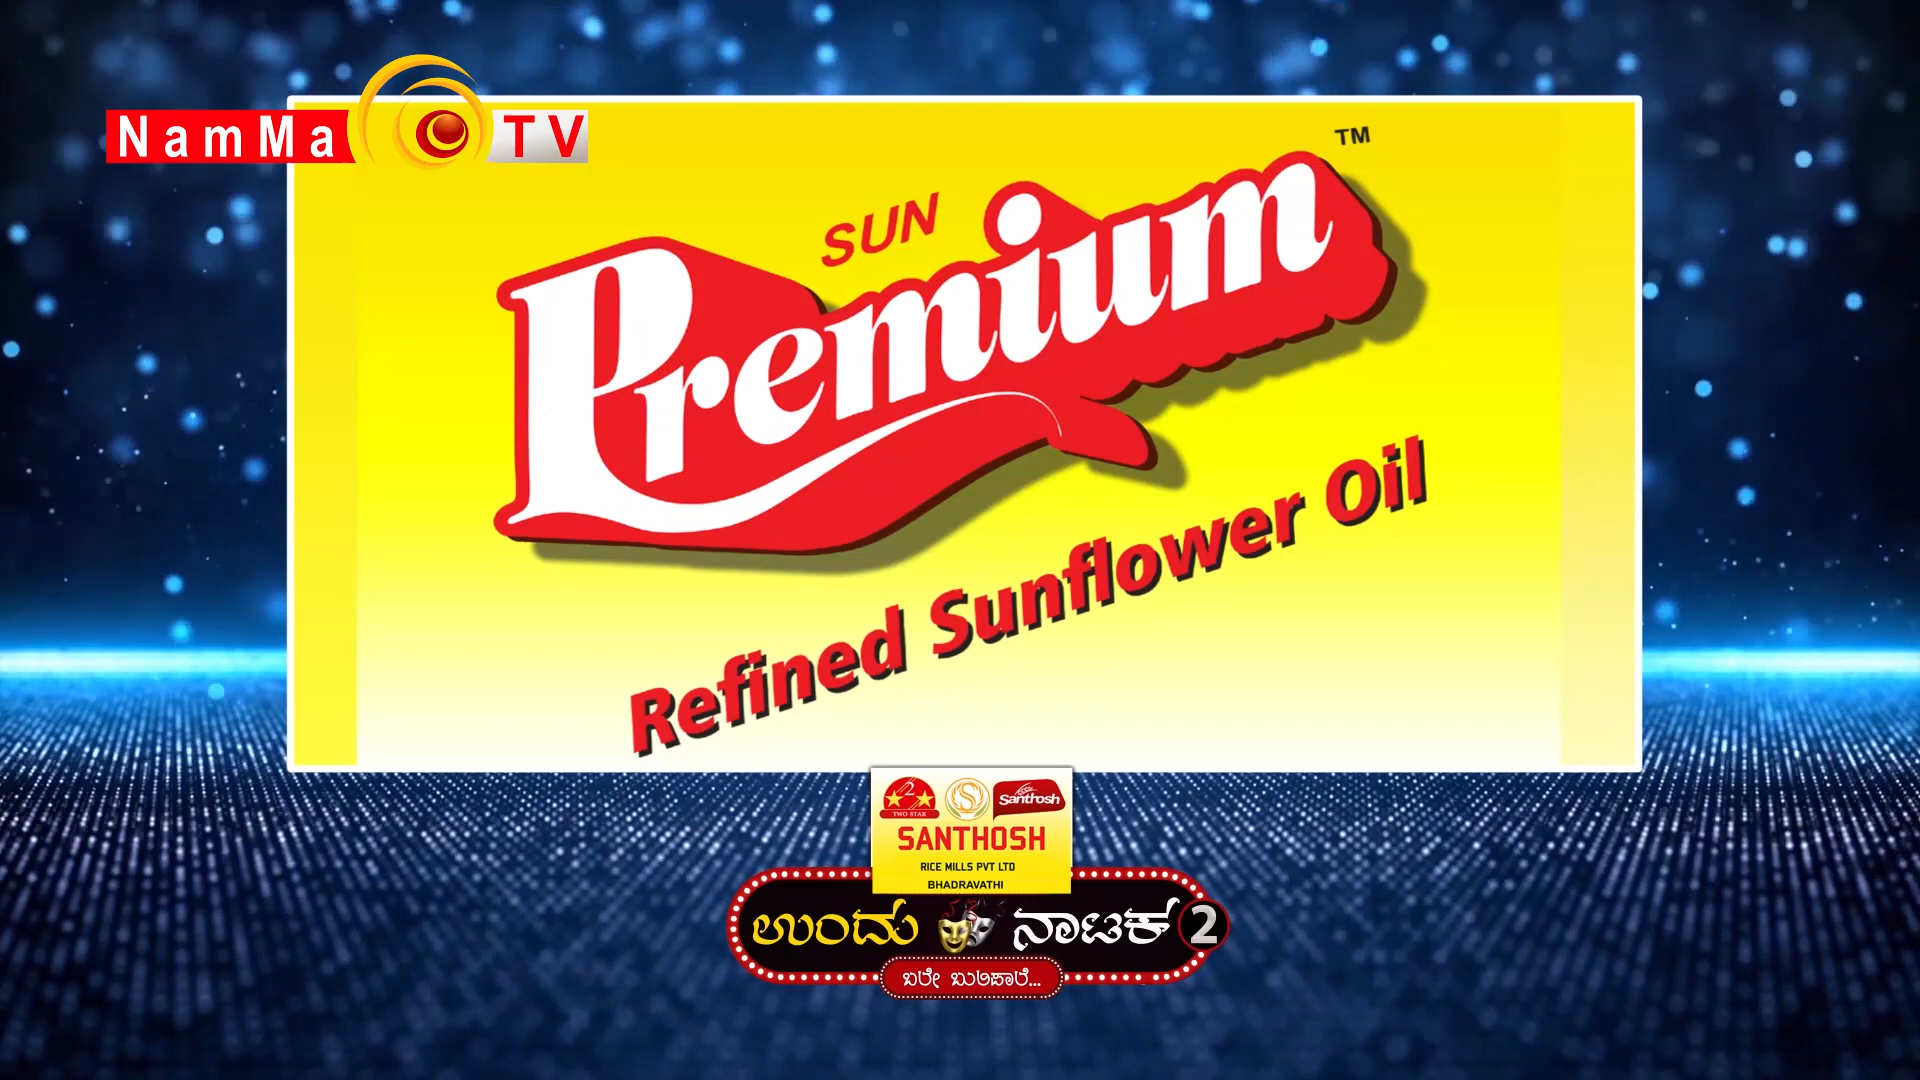 NamMa TV
TM
SUN
Premium
Refined Sunflower Oil
2
TWO STAR
S
Santhosh
SANTHOSH
RICE MILLS PVT LTD
BHADRAVATHI
ಉಂದು ನಾಟಕ 2